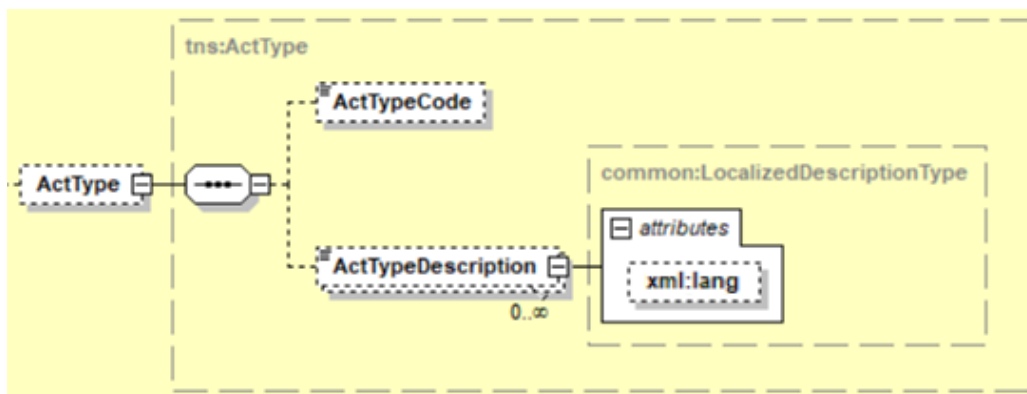 tns:ActType
ActTypeCode
ActType
common:LocalizedDescriptionType
attributes
ActTypeDescription
xml:lang
0..∞